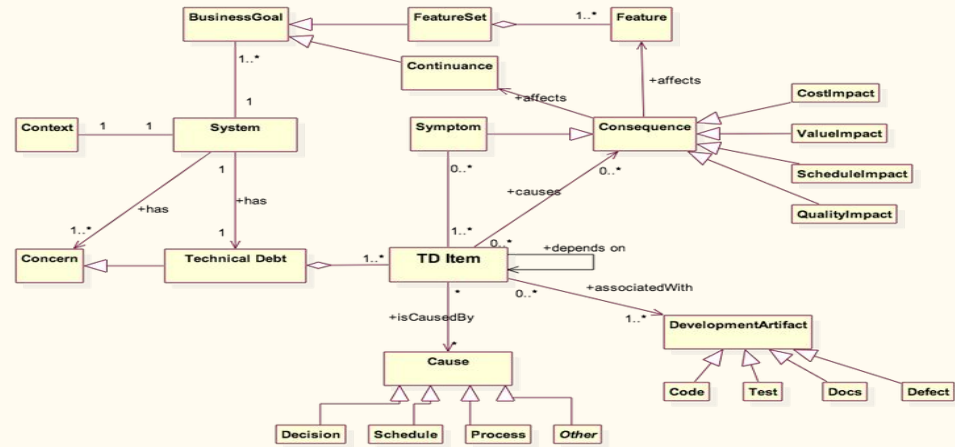 BusinessGoal
FeatureSet
1..*
Feature
1..*
Continuance
+affects
+affects
CostImpact
1
Context
1
1
System
Symptom
Consequence
ValueImpact
1
0..*
+causes
0..*
ScheduleImpact
+has
+has
QualityImpact
1..*
1
1..*
0..*
+depends on
Concern
Technical Debt
1..*
TD Item
*
0..*
+associatedWith
+isCausedBy
1..*
DevelopmentArtifact
*
Cause
Code
Test
Docs
Defect
Decision
Schedule
Process
Other